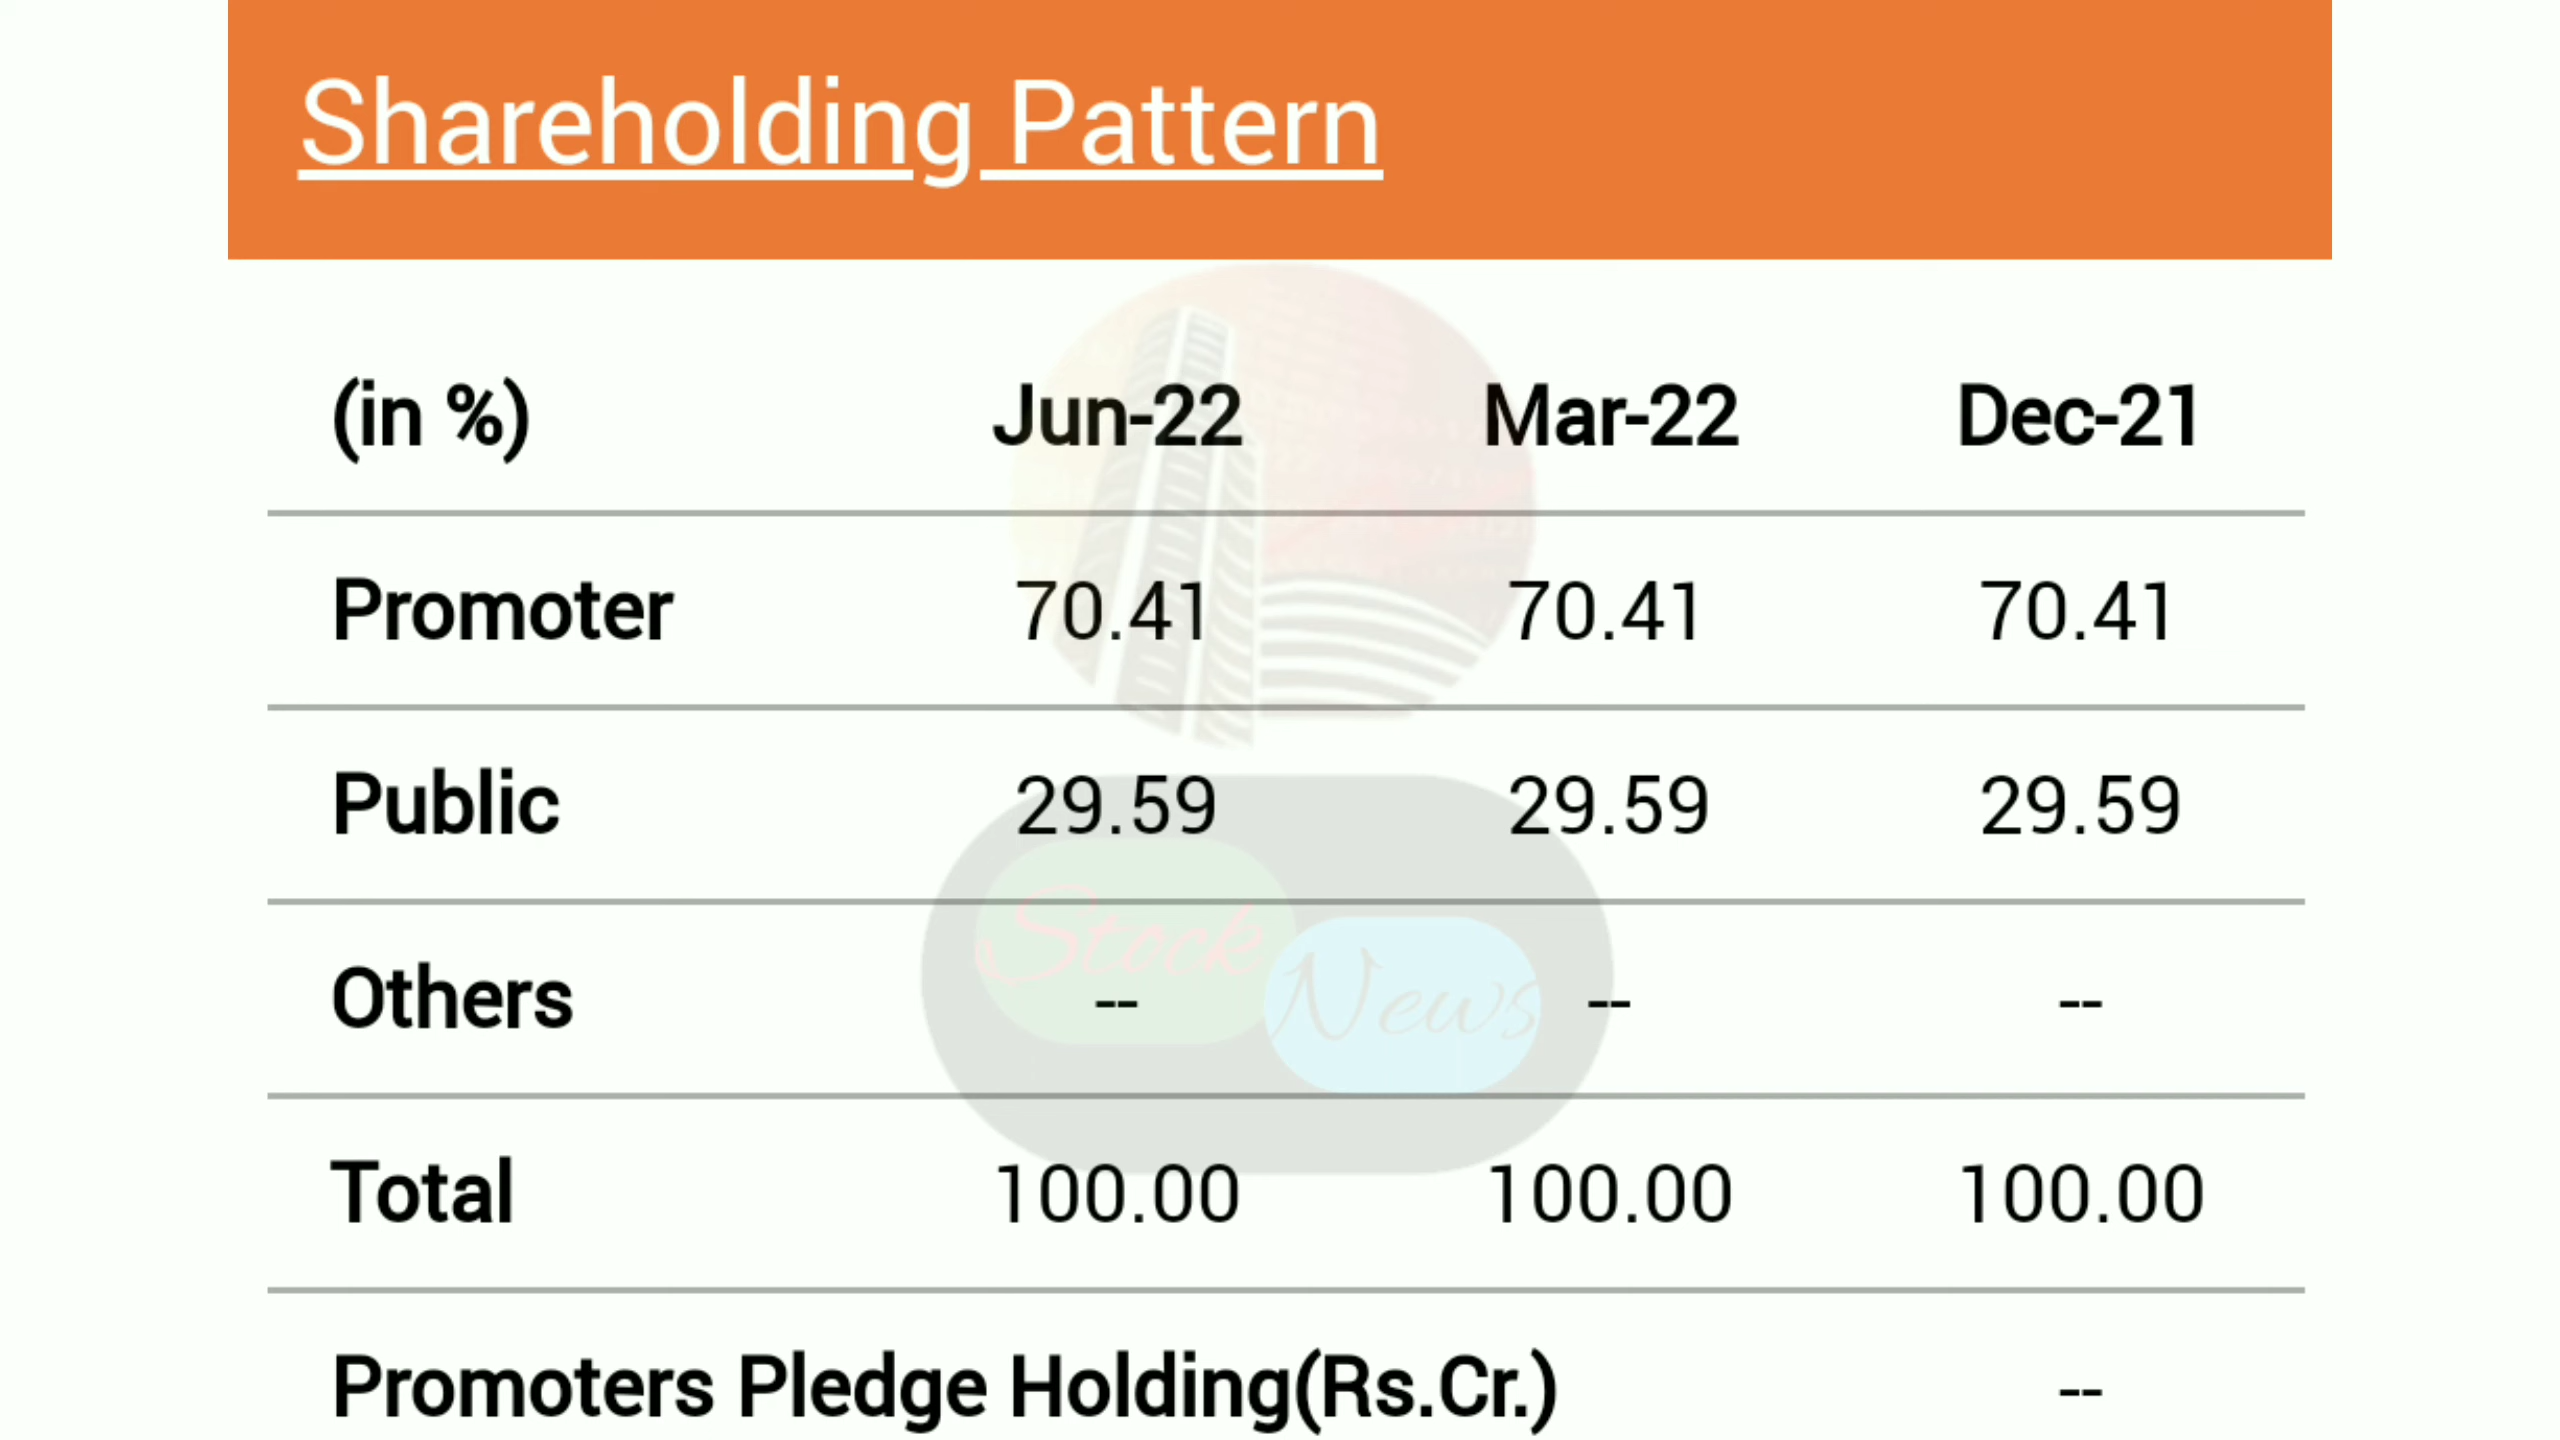 Shareholding Pattern
(in %) Jun-22 Mar-22 Dec-21
Promoter 70.41 70.41 70.41
Public 29.59 29.59 29.59
Stock
News
Others -- -- --
Total 100.00 100.00 100.00
Promoters Pledge Holding(Rs.Cr.) --